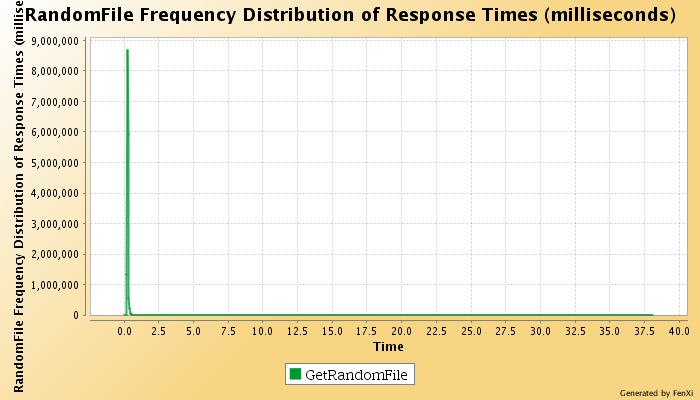 RandomFile Frequency Distribution of Response Times (milliseconds)
RandomFile Frequency Distribution of Response Times (millise
9,000,000
8,000,000
7,000,000
6,000,000
5,000,000
4,000,000
3,000,000
2,000,000
1,000,000
0
0.0 2.5 5.0 7.5 10.0 12.5 15.0 17.5 20.0 22.5 25.0 27.5 30.0 32.5 35.0 37.5 40.0
Time
GetRandomFile
Generated by FenXi